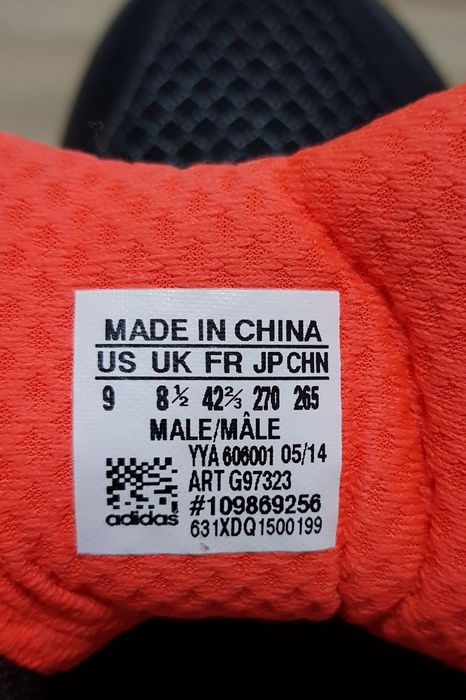 MADE IN CHINA
US UK FR JP CHN
9 8½ 42⅔ 270 265
MALE/MÂLE
YYA 606001 05/14
ART G97323
#109869256
adidas 631XDQ1500199